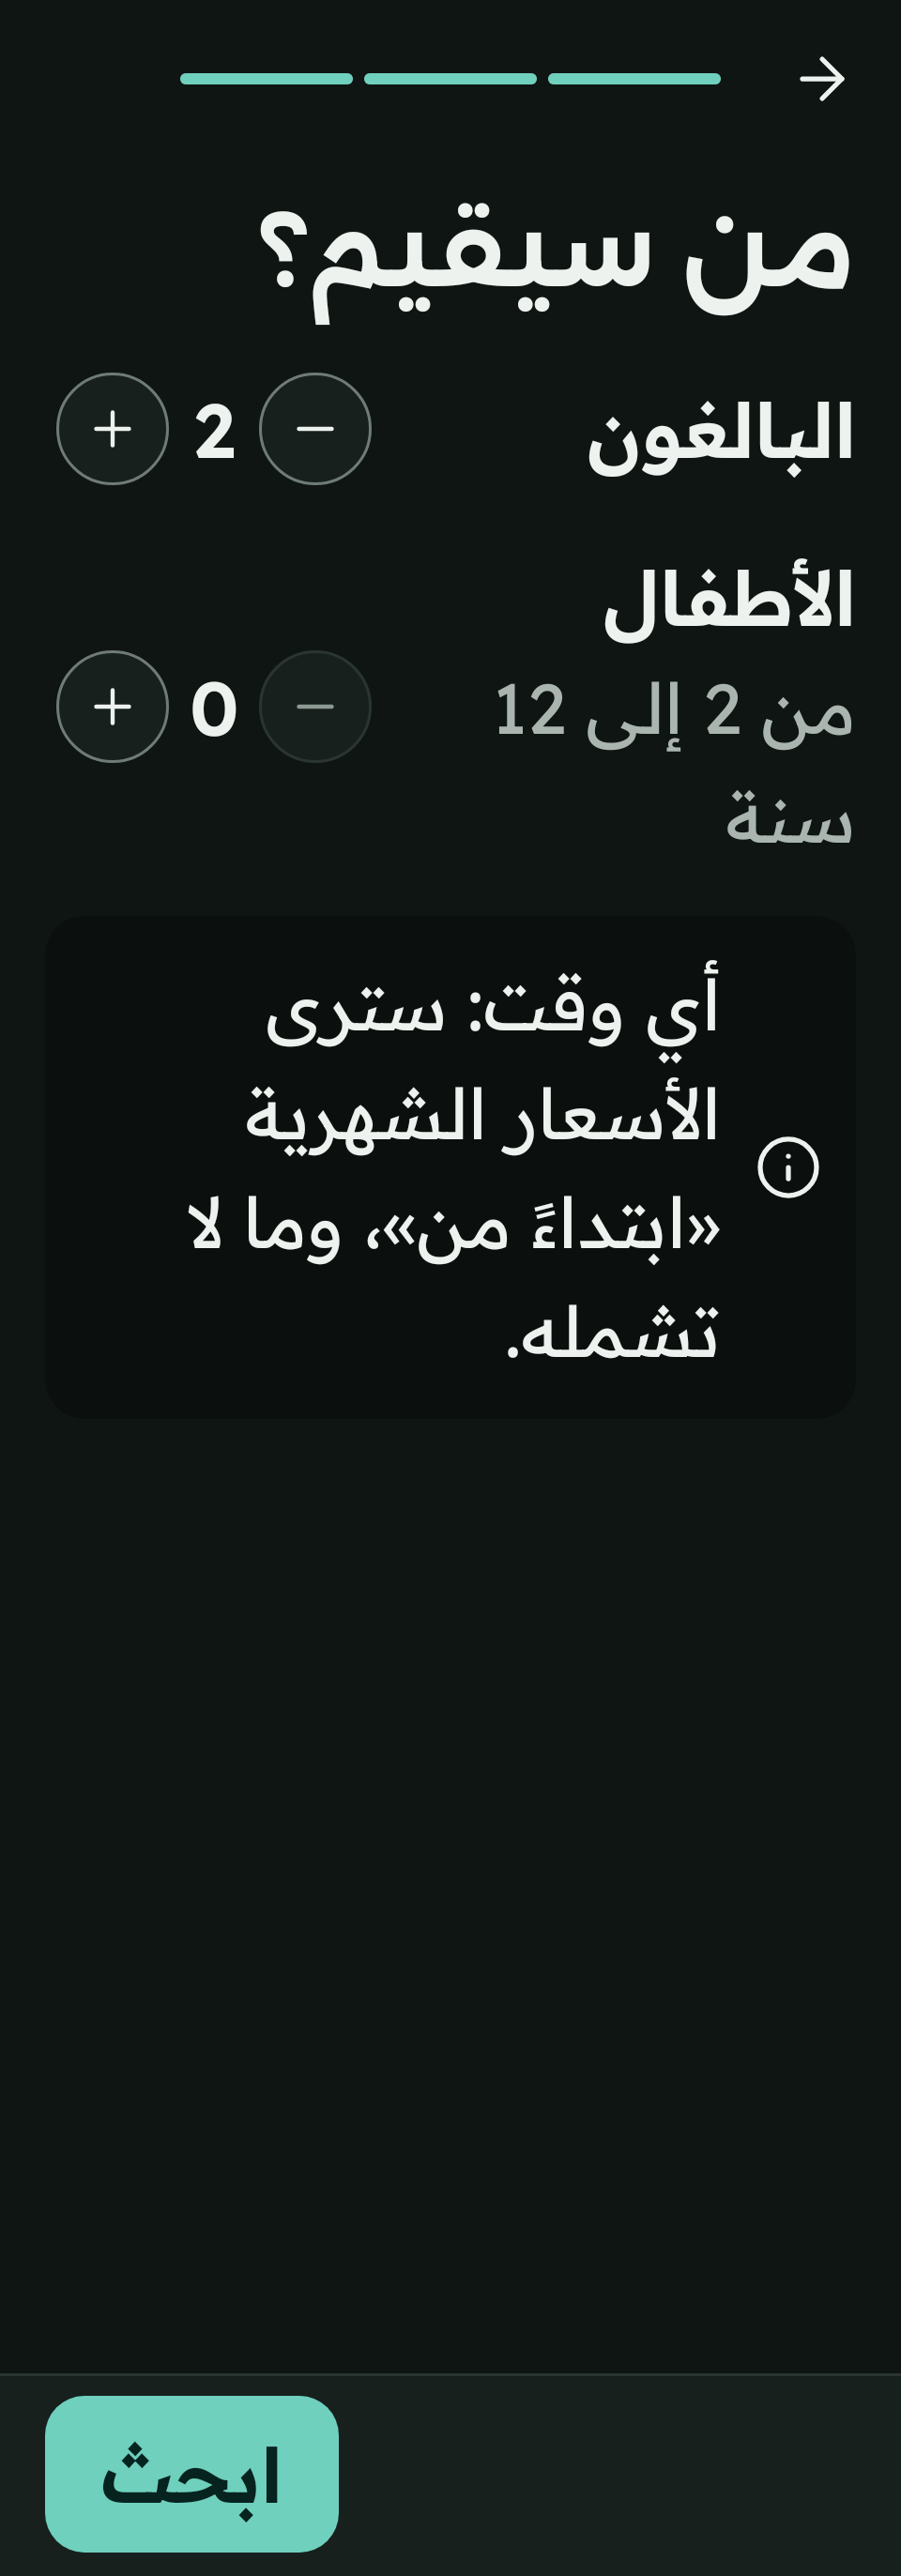 من سيقيم؟
البالغون
2
الأطفال
من 2 إلى 12
سنة
0
أي وقت: سترى
الأسعار الشهرية
«ابتداءً من»، وما لا
تشمله.
ابحث